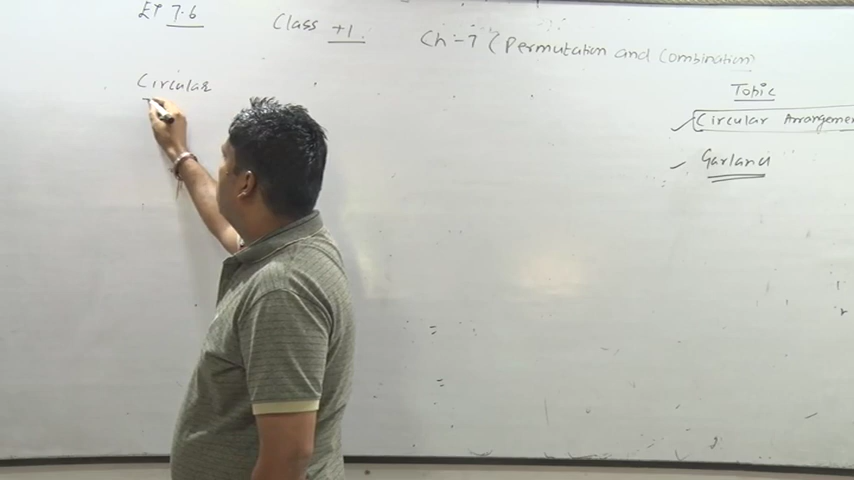 Ex 7.6
Class +1.
Ch-7 (Permutation and Combination)
Circular
Topic
Circular Arrangemen
Garland